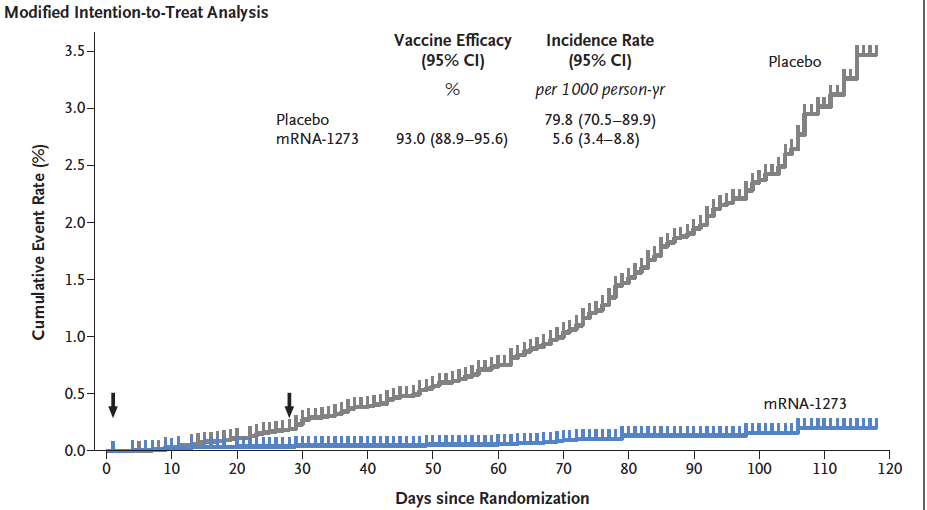 Modified Intention-to-Treat Analysis
Vaccine Efficacy Incidence Rate
(95% CI) (95% CI)
% per 1000 person-yr
Placebo 79.8 (70.5–89.9)
mRNA-1273 93.0 (88.9–95.6) 5.6 (3.4–8.8)
Placebo
mRNA-1273
Cumulative Event Rate (%)
3.5
3.0
2.5
2.0
1.5
1.0
0.5
0.0
0 10 20 30 40 50 60 70 80 90 100 110 120
Days since Randomization